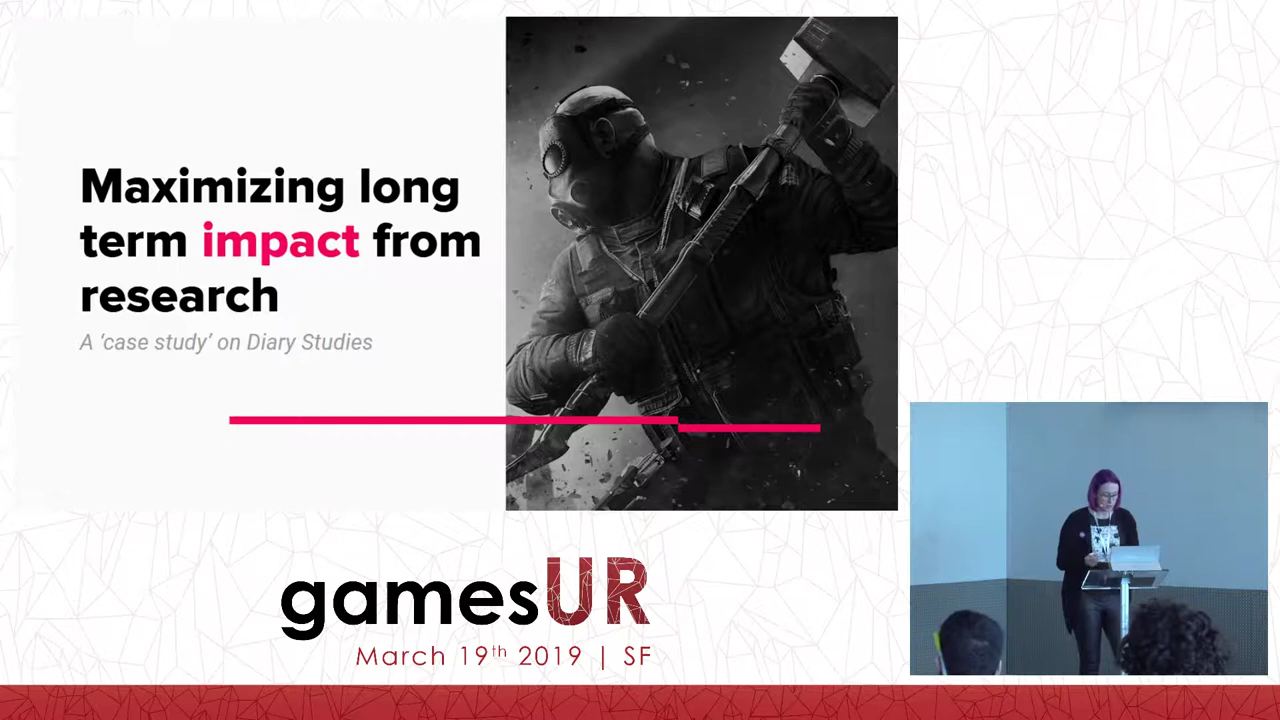 Maximizing long
term impact from
research
A ‘case study’ on Diary Studies
gamesUR
March 19th 2019 | SF